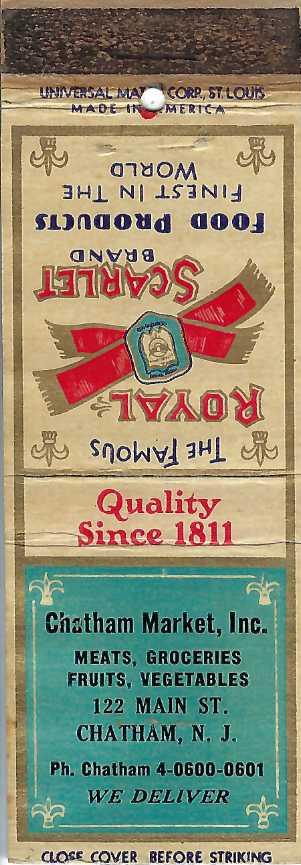 UNIVERSAL MATCH CORP., ST. LOUIS
MADE IN AMERICA
THE FAMOUS
ROYAL
SCARLET
BRAND
FOOD PRODUCTS
FINEST IN THE
WORLD
Quality
Since 1811
Chatham Market, Inc.
MEATS, GROCERIES
FRUITS, VEGETABLES
122 MAIN ST.
CHATHAM, N. J.
Ph. Chatham 4-0600-0601
WE DELIVER
CLOSE COVER BEFORE STRIKING